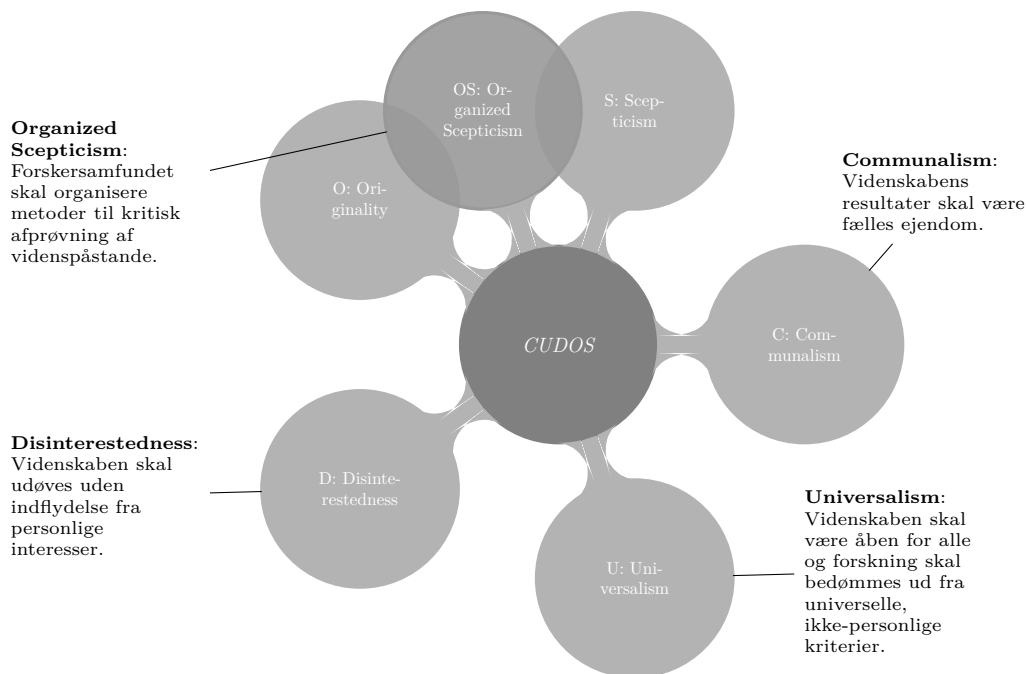 OS: Or-
ganized
Scepticism
S: Scep-
ticism
Organized
Scepticism:
Forskersamfundet
skal organisere
metoder til kritisk
afprøvning af
videnspåstande.
O: Ori-
ginality
Communalism:
Videnskabens
resultater skal være
fælles ejendom.
CUDOS
C: Com-
munalism
Disinterestedness:
Videnskaben skal
udøves uden
indflydelse fra
personlige
interesser.
D: Disinte-
restedness
U: Uni-
versalism
Universalism:
Videnskaben skal
være åben for alle
og forskning skal
bedømmes ud fra
universelle,
ikke-personlige
kriterier.